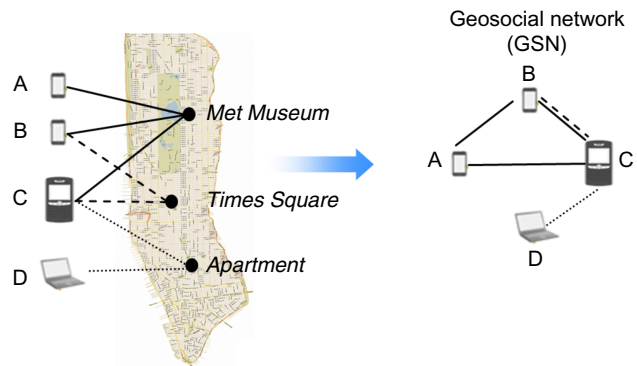 Geosocial network
(GSN)
A
B
C
D
Met Museum
Times Square
Apartment
B
A
C
D